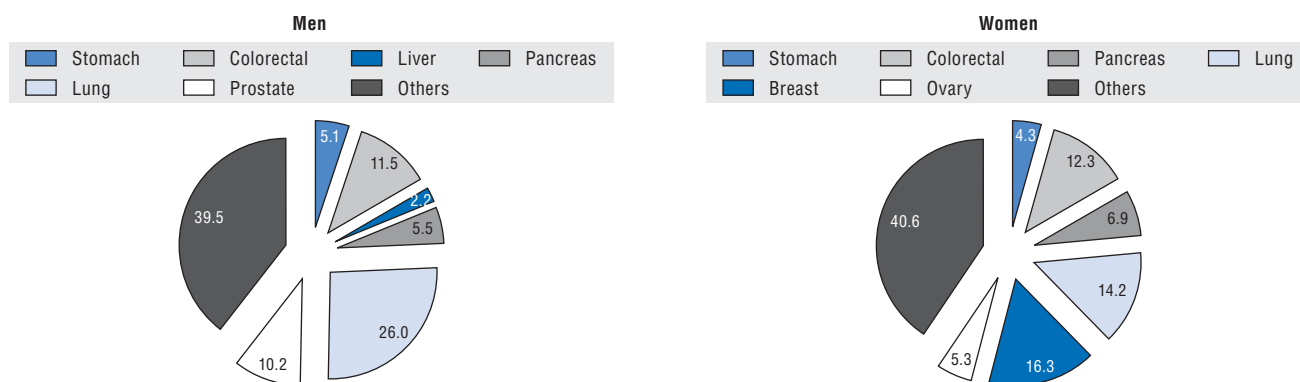 Men
Stomach Colorectal Liver Pancreas
Lung Prostate Others
5.1
11.5
2.2
5.5
26.0
10.2
39.5
Women
Stomach Colorectal Pancreas Lung
Breast Ovary Others
4.3
12.3
6.9
14.2
16.3
5.3
40.6